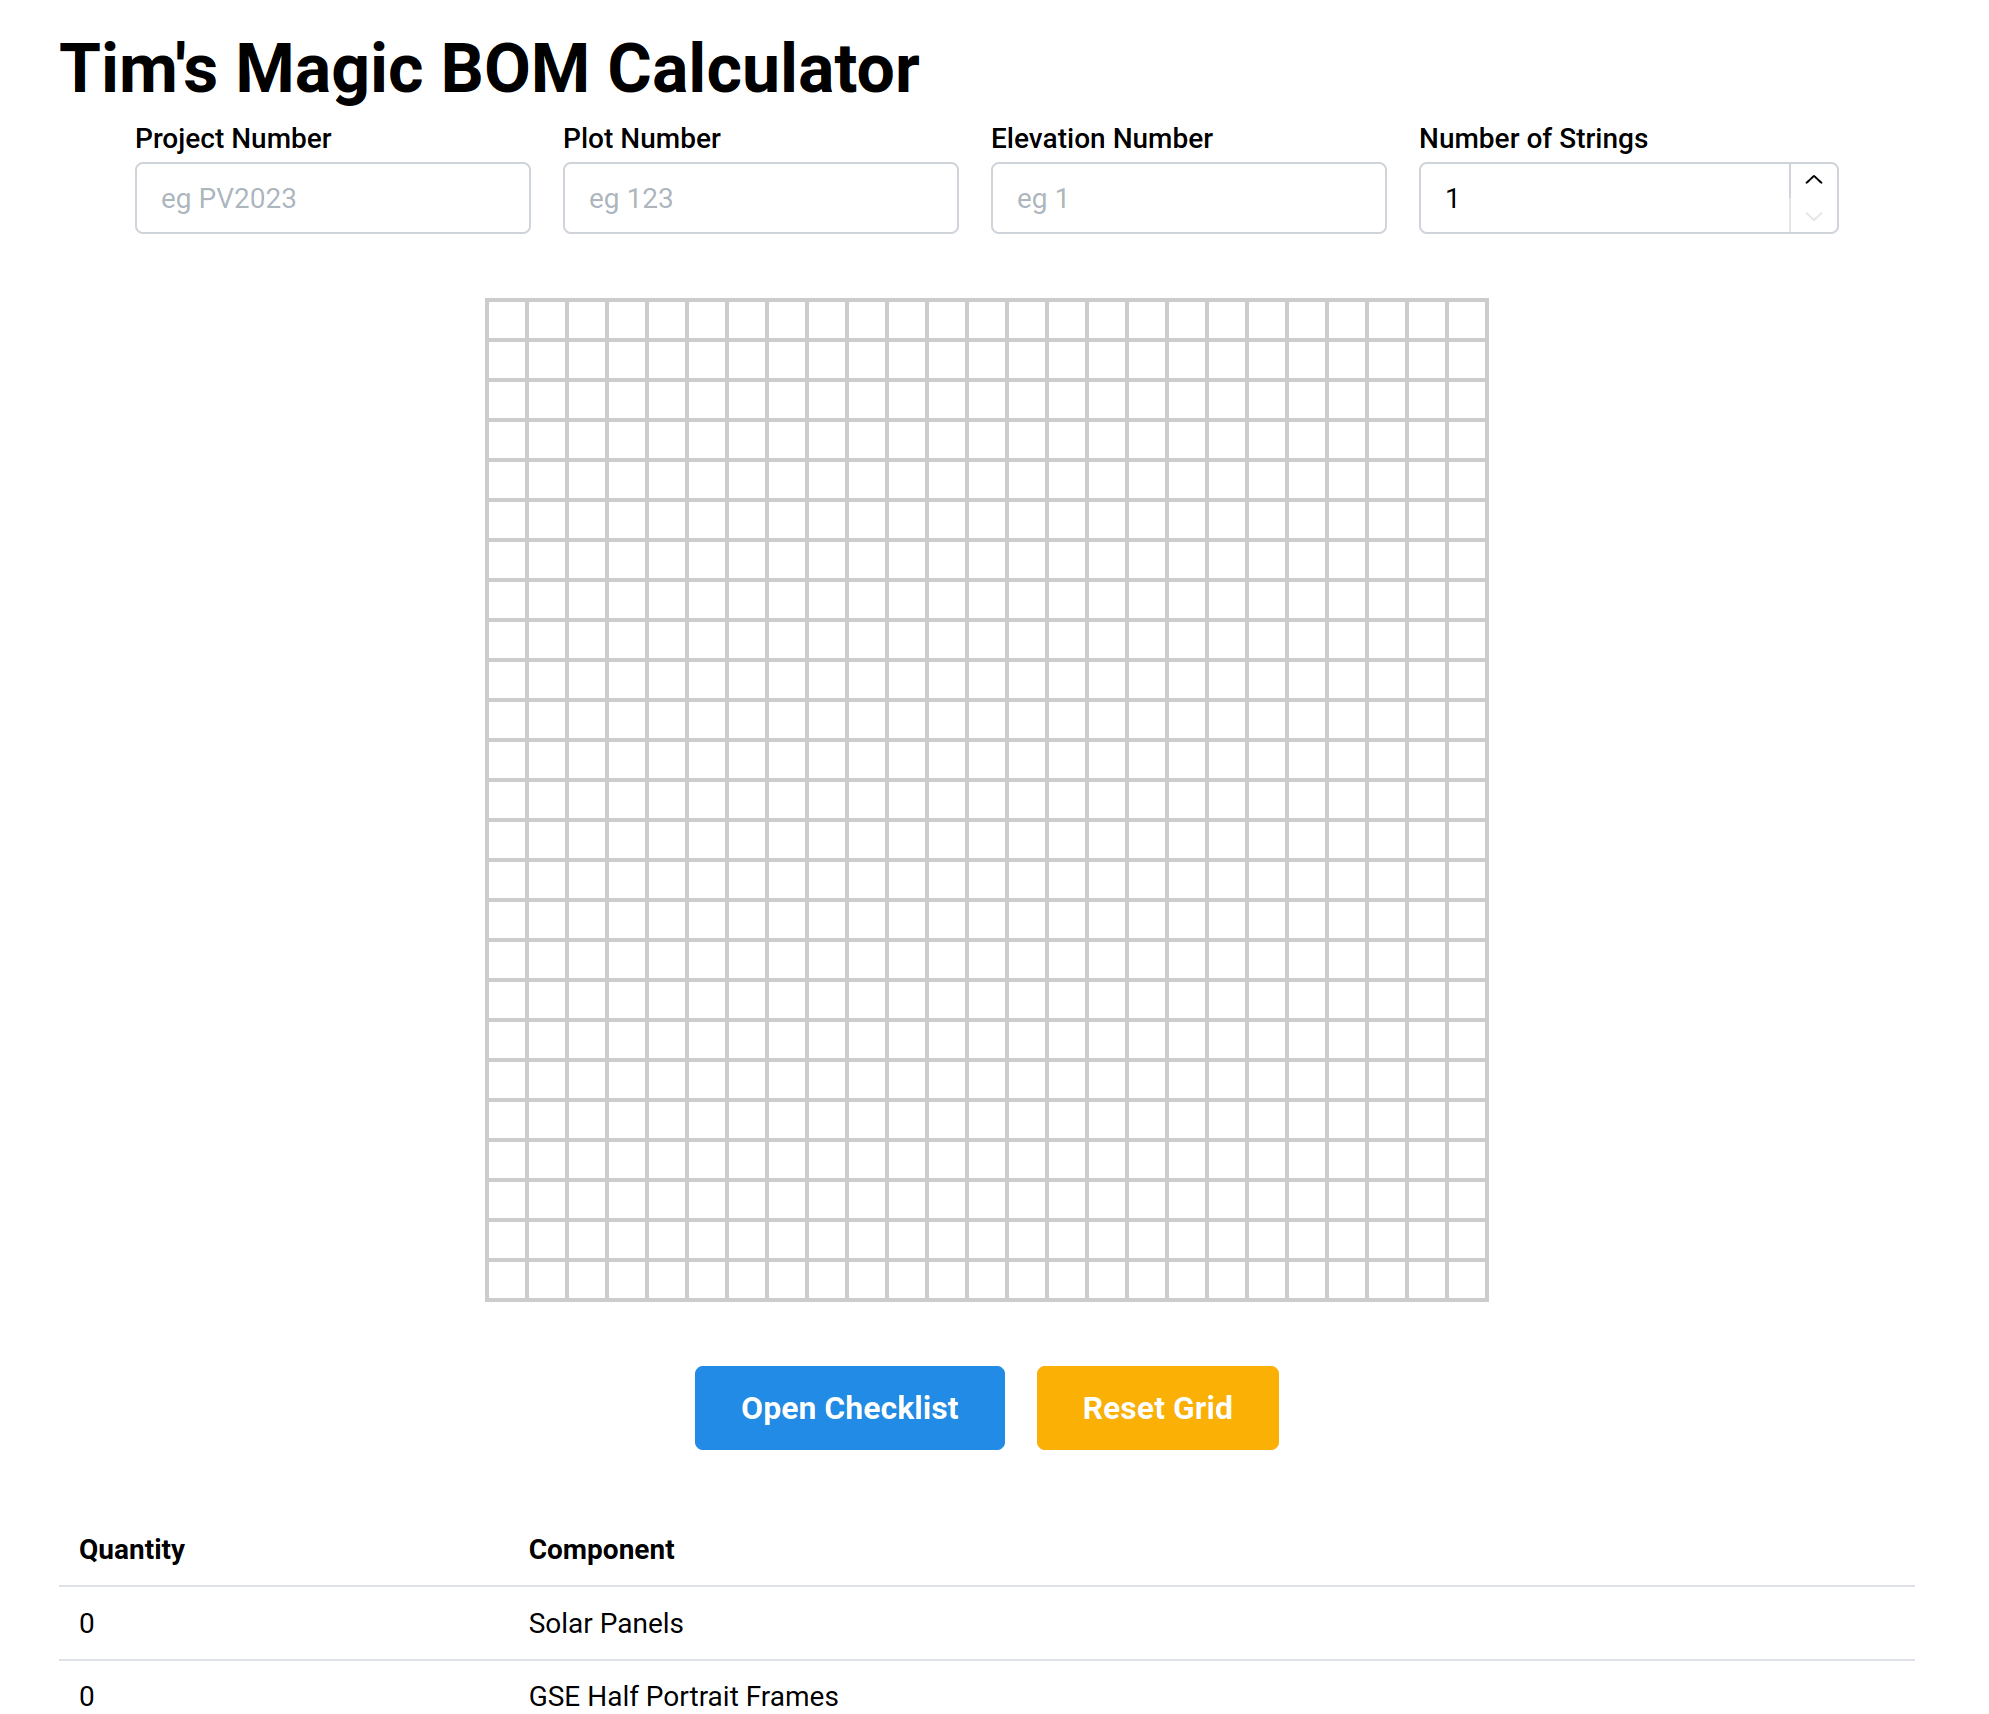 Tim's Magic BOM Calculator
Project Number Plot Number Elevation Number Number of Strings
eg PV2023 eg 123 eg 1 1
Open Checklist Reset Grid
Quantity Component
0 Solar Panels
0 GSE Half Portrait Frames